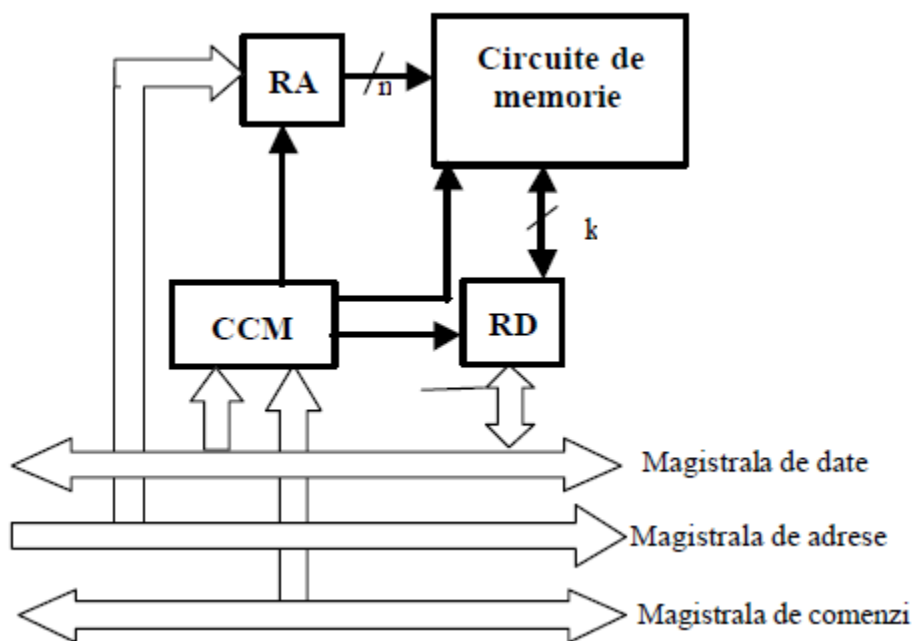 RA
n
Circuite de
memorie
k
CCM
RD
Magistrala de date
Magistrala de adrese
Magistrala de comenzi